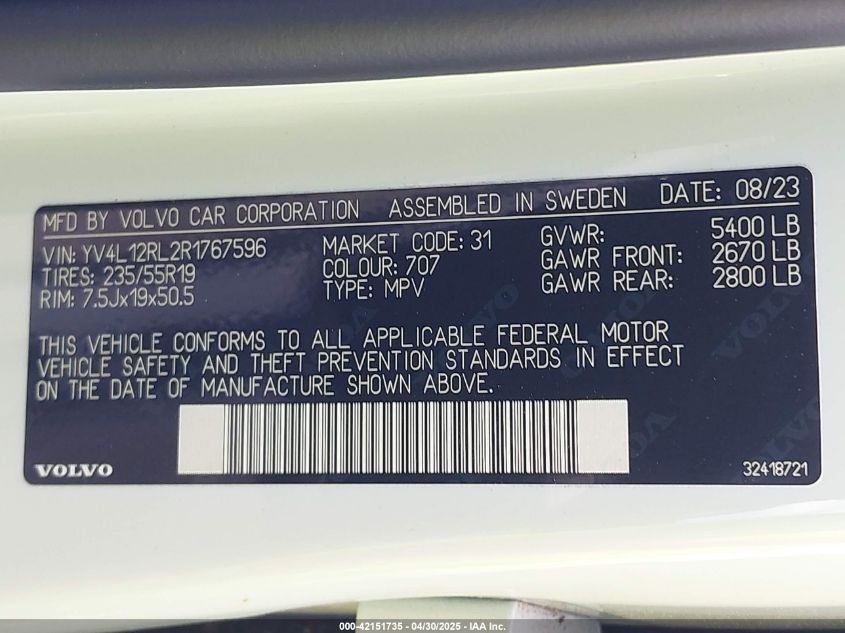 MFD BY VOLVO CAR CORPORATION ASSEMBLED IN SWEDEN DATE: 08/23
VIN: YV4L12RL2R1767596 MARKET CODE: 31 GVWR: 5400 LB
TIRES: 235/55R19 COLOUR: 707 GAWR FRONT: 2670 LB
RIM: 7.5Jx19x50.5 TYPE: MPV GAWR REAR: 2800 LB
THIS VEHICLE CONFORMS TO ALL APPLICABLE FEDERAL MOTOR
VEHICLE SAFETY AND THEFT PREVENTION STANDARDS IN EFFECT
ON THE DATE OF MANUFACTURE SHOWN ABOVE.
VOLVO 32418721
000-42151735 - 04/30/2025 - IAA Inc.